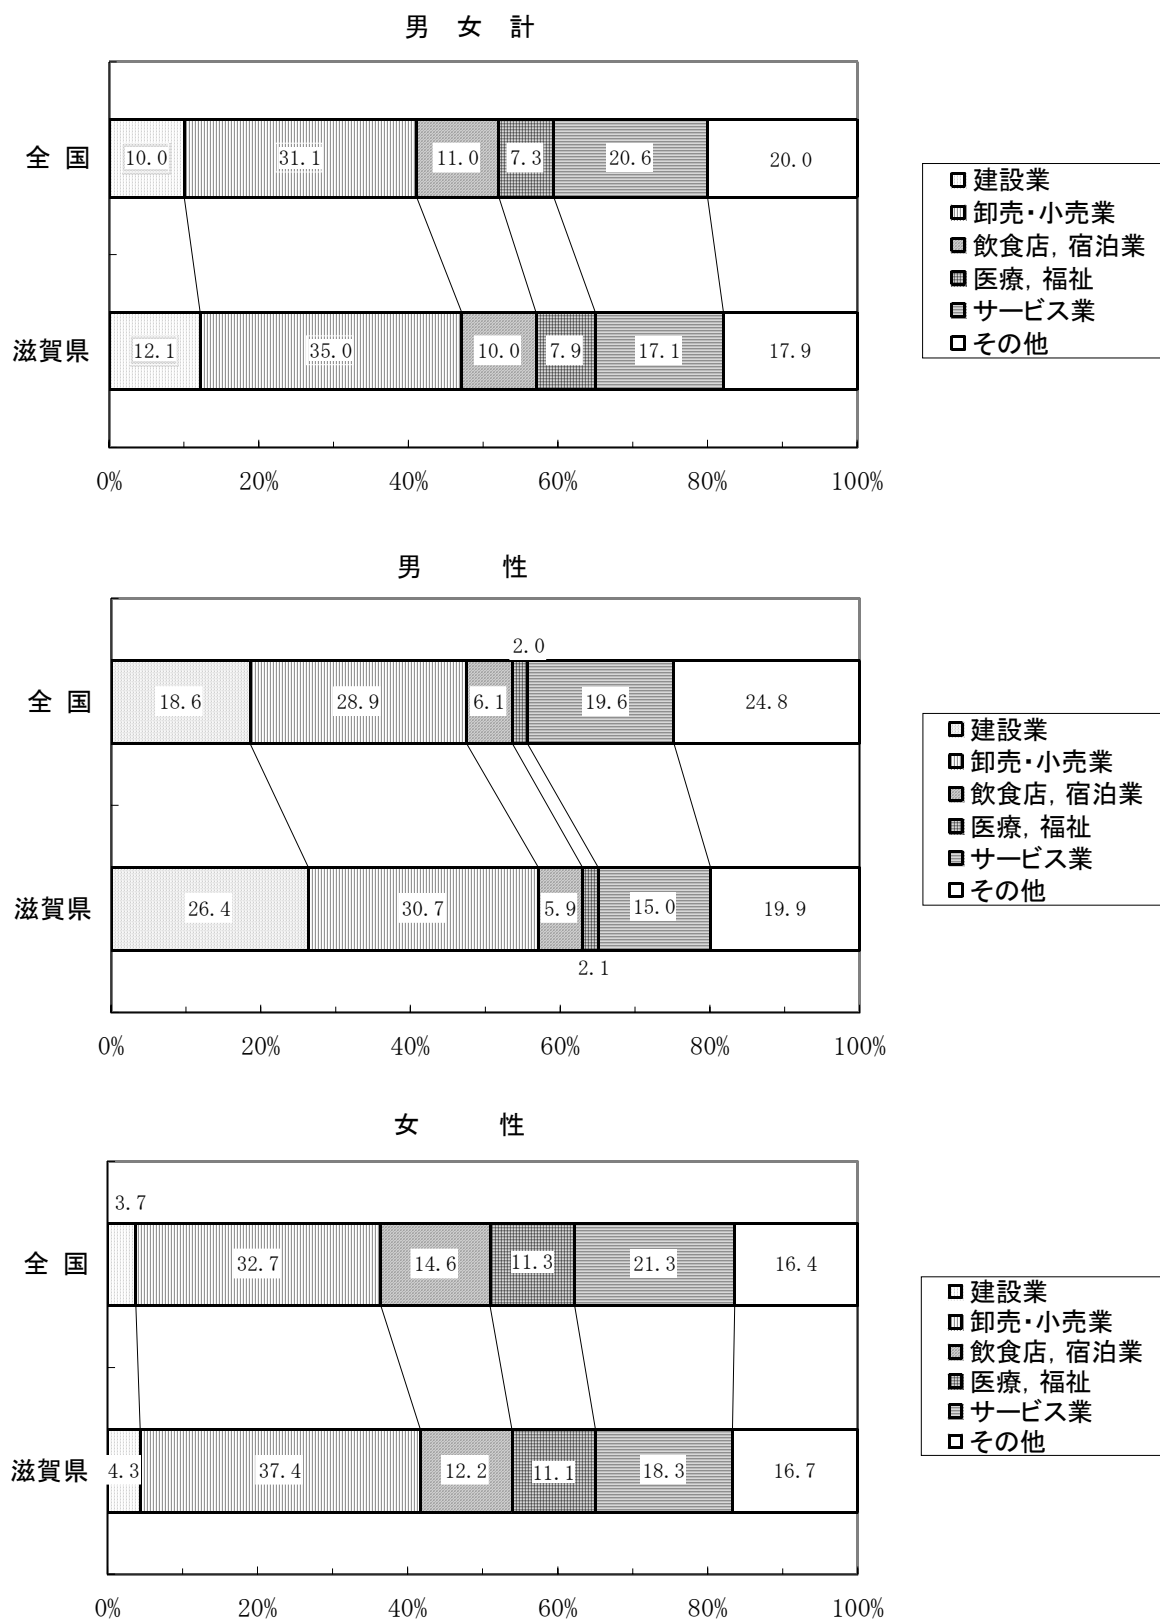 男 女 計
全 国
10.0
31.1
11.0
7.3
20.6
20.0
滋賀県
12.1
35.0
10.0
7.9
17.1
17.9
0%
20%
40%
60%
80%
100%
建設業
卸売・小売業
飲食店, 宿泊業
医療, 福祉
サービス業
その他
男 性
2.0
全 国
18.6
28.9
6.1
19.6
24.8
滋賀県
26.4
30.7
5.9
15.0
19.9
2.1
0%
20%
40%
60%
80%
100%
建設業
卸売・小売業
飲食店, 宿泊業
医療, 福祉
サービス業
その他
女 性
3.7
全 国
32.7
14.6
11.3
21.3
16.4
滋賀県
4.3
37.4
12.2
11.1
18.3
16.7
0%
20%
40%
60%
80%
100%
建設業
卸売・小売業
飲食店, 宿泊業
医療, 福祉
サービス業
その他